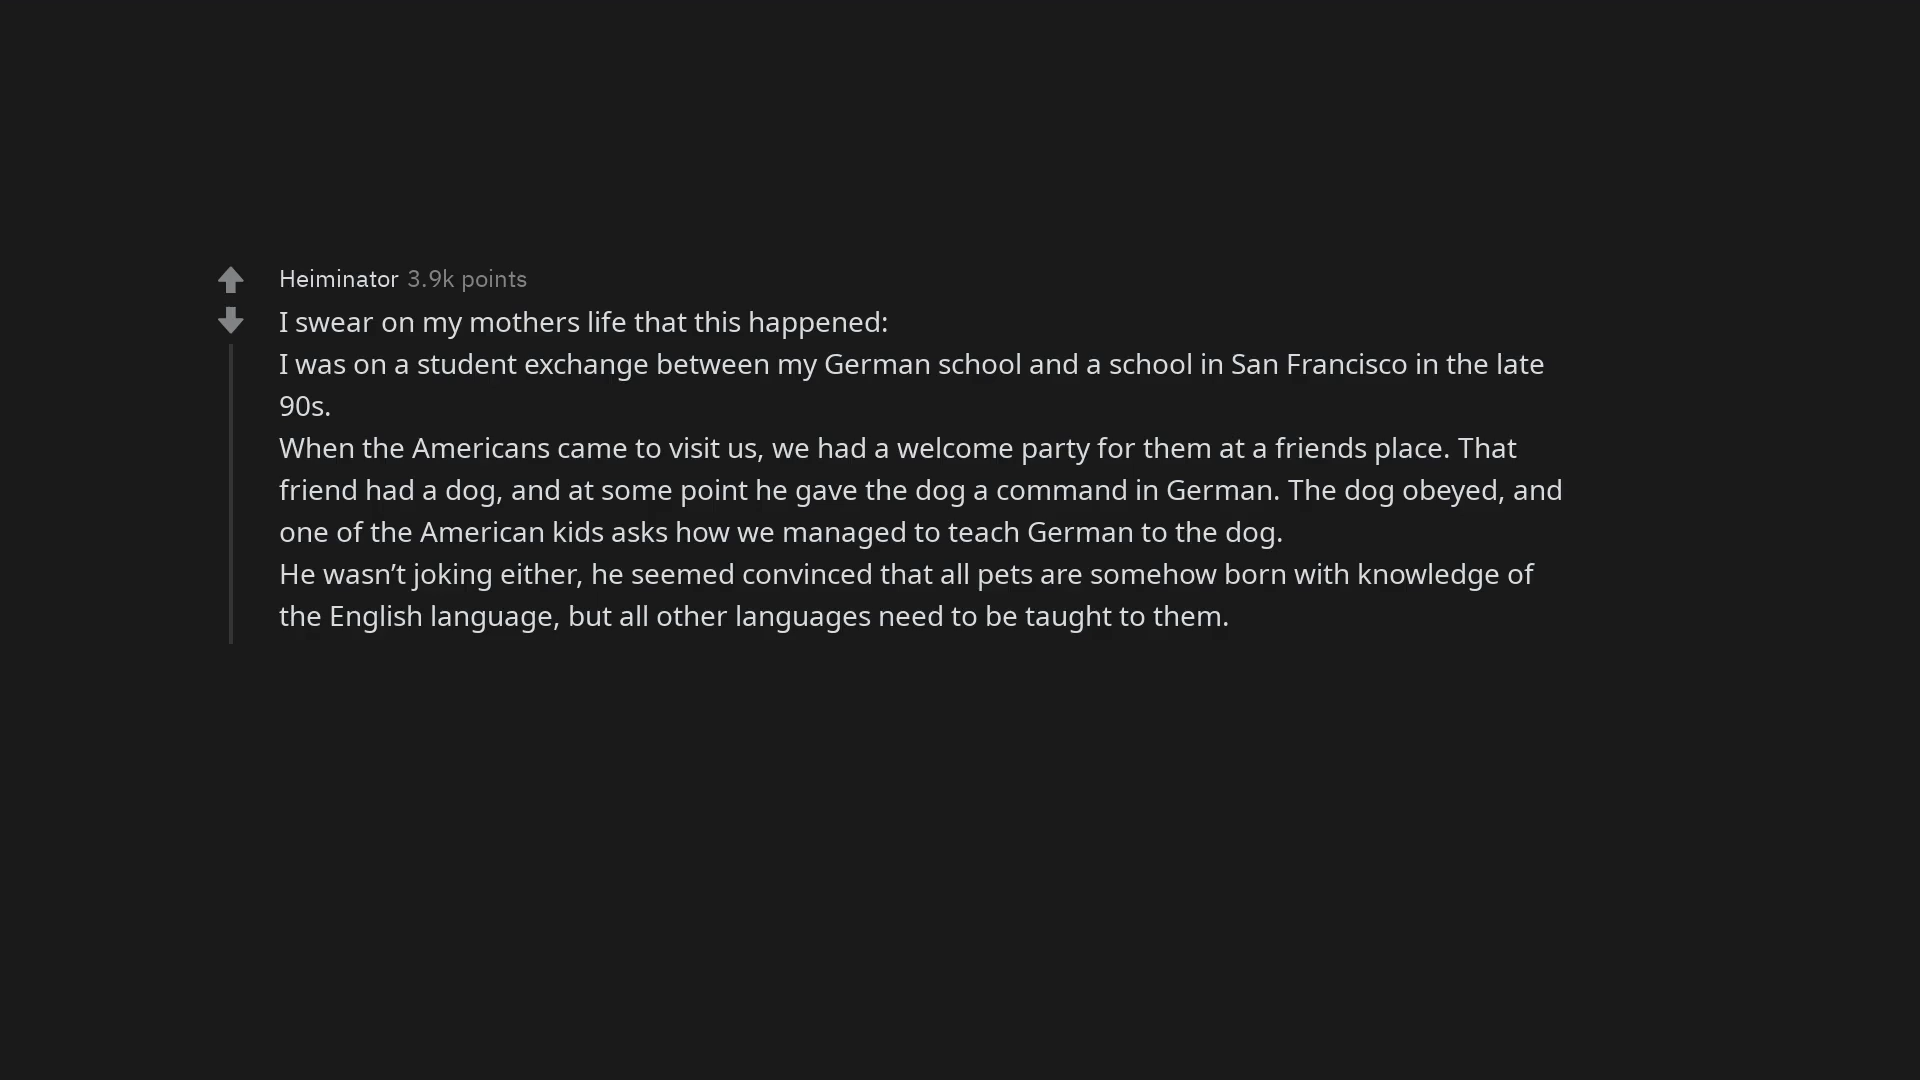 Heiminator 3.9k points
I swear on my mothers life that this happened:
I was on a student exchange between my German school and a school in San Francisco in the late
90s.
When the Americans came to visit us, we had a welcome party for them at a friends place. That
friend had a dog, and at some point he gave the dog a command in German. The dog obeyed, and
one of the American kids asks how we managed to teach German to the dog.
He wasn’t joking either, he seemed convinced that all pets are somehow born with knowledge of
the English language, but all other languages need to be taught to them.